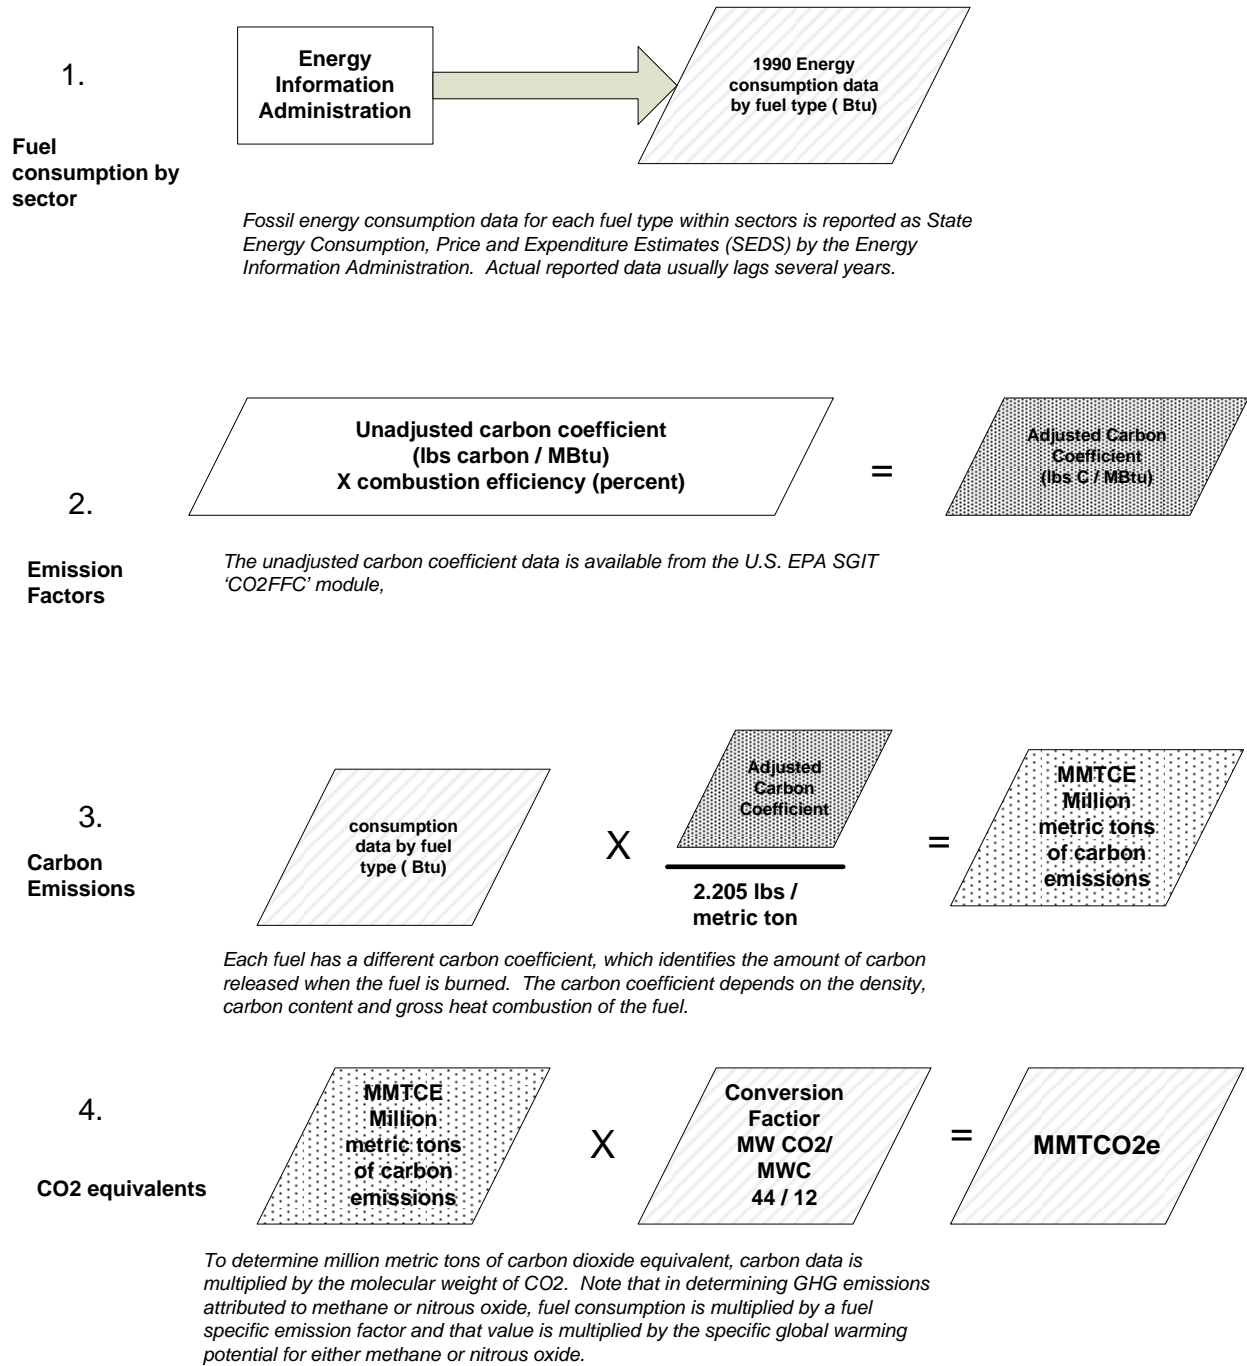 1.
Fuel
consumption by
sector
Energy
Information
Administration
1990 Energy
consumption data
by fuel type ( Btu)
Fossil energy consumption data for each fuel type within sectors is reported as State
Energy Consumption, Price and Expenditure Estimates (SEDS) by the Energy
Information Administration.  Actual reported data usually lags several years.
2.
Emission
Factors
Unadjusted carbon coefficient
(lbs carbon / MBtu)
X combustion efficiency (percent)
=
Adjusted Carbon
Coefficient
(lbs C / MBtu)
The unadjusted carbon coefficient data is available from the U.S. EPA SGIT
‘CO2FFC’ module,
3.
Carbon
Emissions
consumption
data by fuel
type ( Btu)
X
Adjusted
Carbon
Coefficient
2.205 lbs /
metric ton
=
MMTCE
Million
metric tons
of carbon
emissions
Each fuel has a different carbon coefficient, which identifies the amount of carbon
released when the fuel is burned.  The carbon coefficient depends on the density,
carbon content and gross heat combustion of the fuel.
4.
CO2 equivalents
MMTCE
Million
metric tons
of carbon
emissions
X
Conversion
Factior
MW CO2/
MWC
44 / 12
=
MMTCO2e
To determine million metric tons of carbon dioxide equivalent, carbon data is
multiplied by the molecular weight of CO2.  Note that in determining GHG emissions
attributed to methane or nitrous oxide, fuel consumption is multiplied by a fuel
specific emission factor and that value is multiplied by the specific global warming
potential for either methane or nitrous oxide.